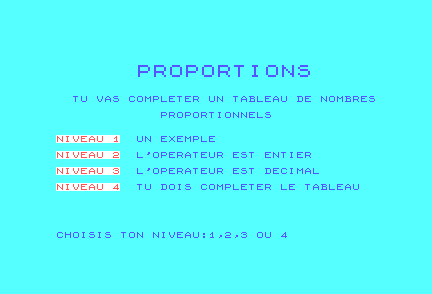 PROPORTIONS
TU VAS COMPLETER UN TABLEAU DE NOMBRES
PROPORTIONNELS
NIVEAU 1 UN EXEMPLE
NIVEAU 2 L'OPERATEUR EST ENTIER
NIVEAU 3 L'OPERATEUR EST DECIMAL
NIVEAU 4 TU DOIS COMPLETER LE TABLEAU
CHOISIS TON NIVEAU:1,2,3 OU 4